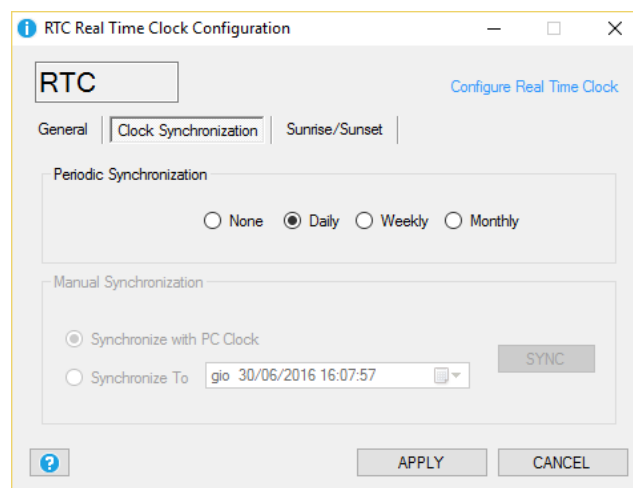 RTC Real Time Clock Configuration
RTC
Configure Real Time Clock
General
Clock Synchronization
Sunrise/Sunset
Periodic Synchronization
None
Daily
Weekly
Monthly
Manual Synchronization
Synchronize with PC Clock
Synchronize To
gio 30/06/2016 16:07:57
SYNC
APPLY
CANCEL